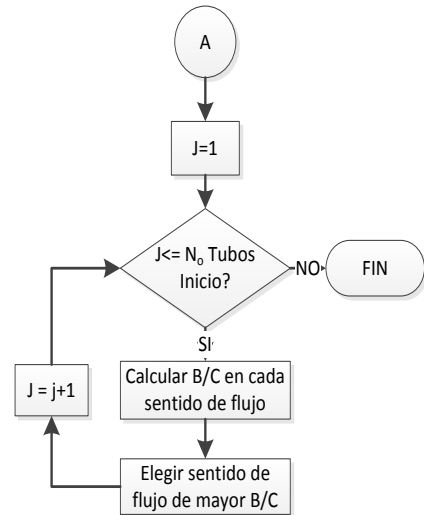 A
J=1
J<= No Tubos
Inicio?
NO
FIN
SI
Calcular B/C en cada
sentido de flujo
J = j+1
Elegir sentido de
flujo de mayor B/C